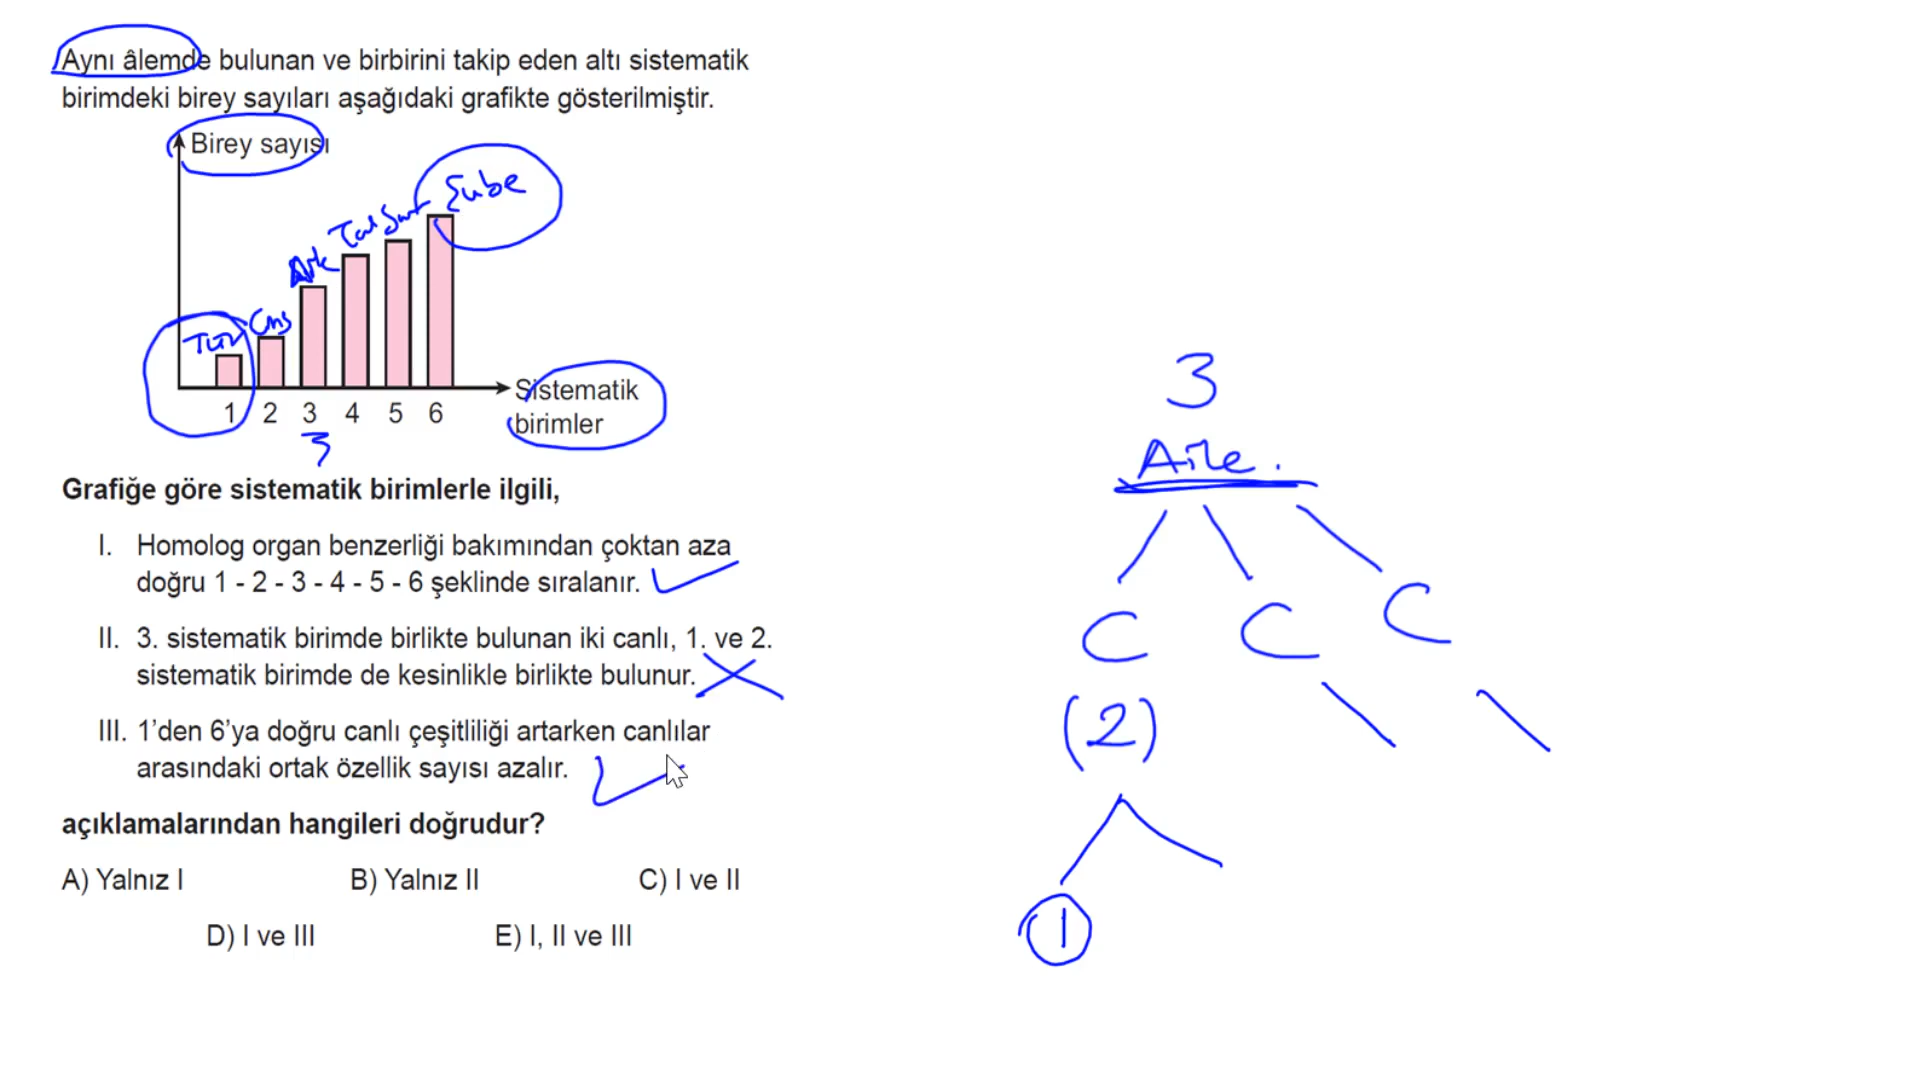 Aynı âlemde bulunan ve birbirini takip eden altı sistematik
birimdeki birey sayıları aşağıdaki grafikte gösterilmiştir.
Birey sayısı
Şube
Tak
Sınıf
Aile
Cins
Tür
Sistematik
birimler
1 2 3 4 5 6
3
Grafiğe göre sistematik birimlerle ilgili,
I. Homolog organ benzerliği bakımından çoktan aza
doğru 1 - 2 - 3 - 4 - 5 - 6 şeklinde sıralanır.
II. 3. sistematik birimde birlikte bulunan iki canlı, 1. ve 2.
sistematik birimde de kesinlikle birlikte bulunur.
III. 1’den 6’ya doğru canlı çeşitliliği artarken canlılar
arasındaki ortak özellik sayısı azalır.
açıklamalarından hangileri doğrudur?
A) Yalnız I B) Yalnız II C) I ve II
D) I ve III E) I, II ve III
3
Aile.
C C C
(2)
1